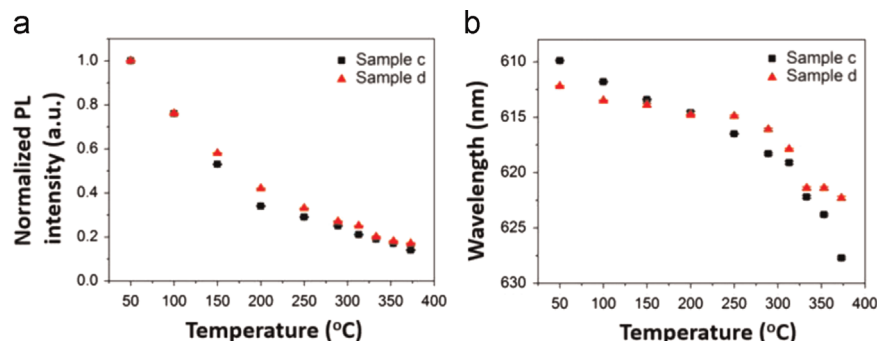 a
Normalized PL
intensity (a.u.)
1.0
0.8
0.6
0.4
0.2
0.0
Sample c
Sample d
50 100 150 200 250 300 350 400
Temperature (ºC)
b
Wavelength (nm)
610
615
620
625
630
Sample c
Sample d
50 100 150 200 250 300 350 400
Temperature (ºC)